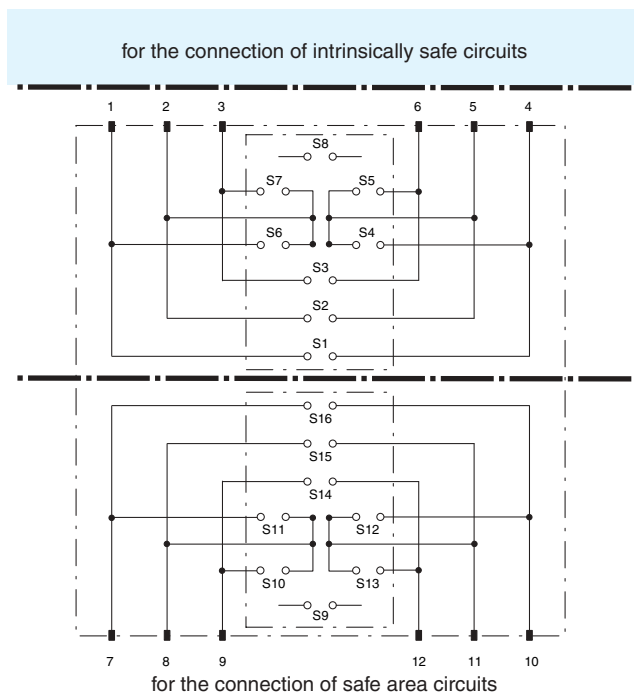 for the connection of intrinsically safe circuits
1 2 3 6 5 4
S8
S7 S5
S6 S4
S3
S2
S1
S16
S15
S14
S11 S12
S10 S13
S9
7 8 9 12 11 10
for the connection of safe area circuits